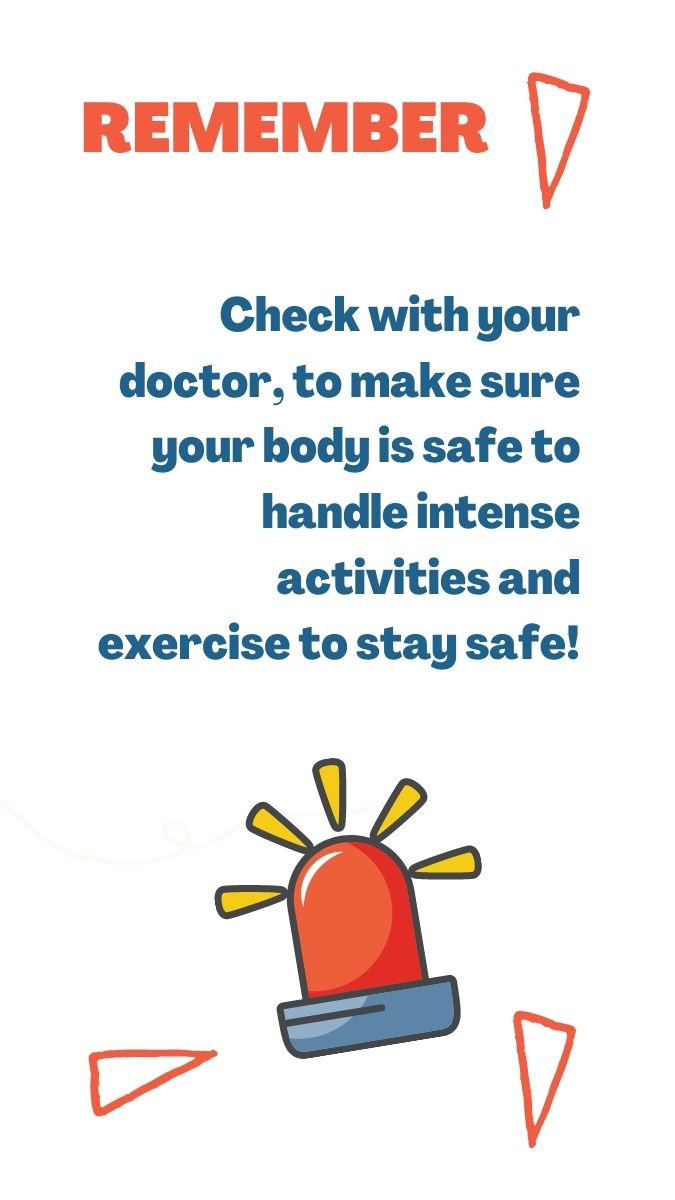 REMEMBER
Check with your
doctor, to make sure
your body is safe to
handle intense
activities and
exercise to stay safe!